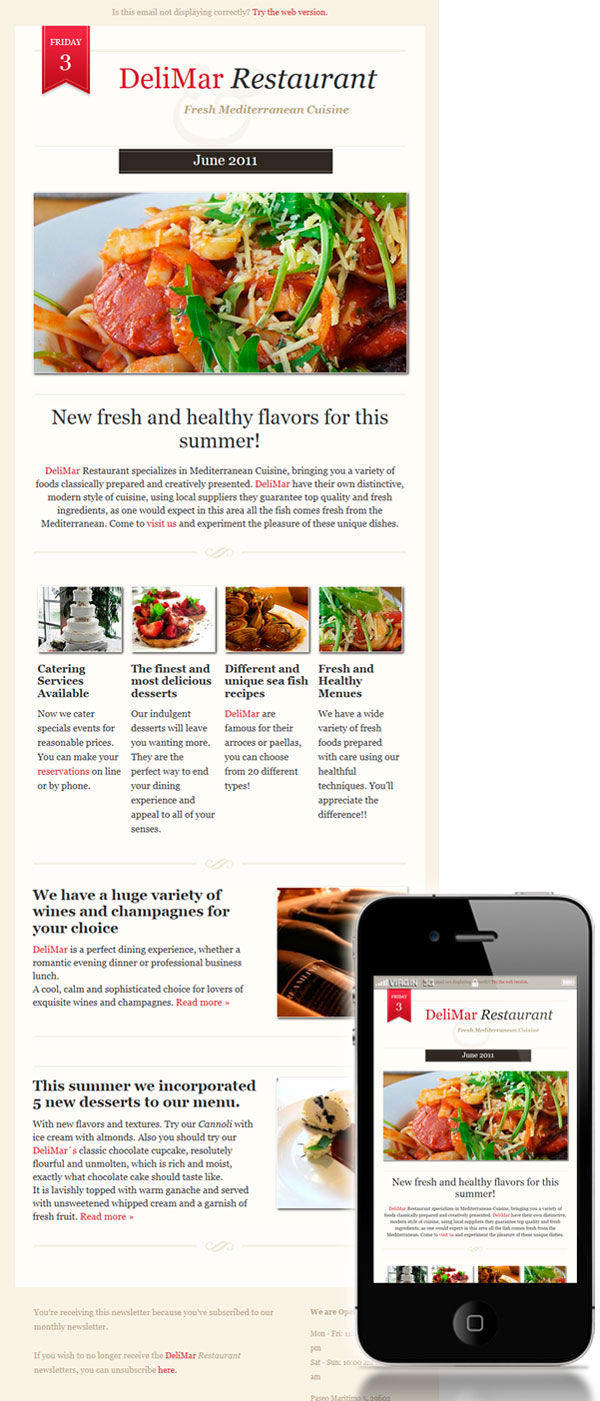 Is this email not displaying correctly? Try the web version.
FRIDAY
3
DeliMar Restaurant
Fresh Mediterranean Cuisine
June 2011
New fresh and healthy flavors for this
summer!
DeliMar Restaurant specializes in Mediterranean Cuisine, bringing you a variety of
foods classically prepared and creatively presented. DeliMar have their own distinctive,
modern style of cuisine, using local suppliers they guarantee top quality and fresh
ingredients, as one would expect in this area all the fish comes fresh from the
Mediterranean. Come to visit us and experiment the pleasure of these unique dishes.
Catering
Services
Available
Now we cater
specials events for
reasonable prices.
You can make your
reservations on line
or by phone.
The finest and
most delicious
desserts
Our indulgent
desserts will leave
you wanting more.
They are the
perfect way to end
your dining
experience and
appeal to all of your
senses.
Different and
unique sea fish
recipes
DeliMar are
famous for their
arroces or paellas,
you can choose
from 20 different
types!
Fresh and
Healthy
Menues
We have a wide
variety of fresh
foods prepared
with care using our
healthful
techniques. You'll
appreciate the
difference!!
We have a huge variety of
wines and champagnes for
your choice
DeliMar is a perfect dining experience, whether a
romantic evening dinner or professional business
lunch.
A cool, calm and sophisticated choice for lovers of
exquisite wines and champagnes. Read more »
This summer we incorporated
5 new desserts to our menu.
With new flavors and textures. Try our Cannoli with
ice cream with almonds. Also you should try our
DeliMar´s classic chocolate cupcake, resolutely
flourful and unmolten, which is rich and moist,
exactly what chocolate cake should taste like.
It is lavishly topped with warm ganache and served
with unsweetened whipped cream and a garnish of
fresh fruit. Read more »
You're receiving this newsletter because you've subscribed to our
monthly newsletter.
If you wish to no longer receive the DeliMar Restaurant
newsletters, you can unsubscribe here.
We are
Mon - Fri:
pm
Sat - Sun: 10:00 am
am
Paseo Maritimo 5, 29602
VIRGIN
email not displaying correctly? Try the web version.
FRIDAY
3
DeliMar Restaurant
Fresh Mediterranean Cuisine
June 2011
New fresh and healthy flavors for this
summer!
DeliMar Restaurant specializes in Mediterranean Cuisine, bringing you a variety of
foods classically prepared and creatively presented. DeliMar have their own distinctive,
modern style of cuisine, using local suppliers they guarantee top quality and fresh
ingredients, as one would expect in this area all the fish comes fresh from the
Mediterranean. Come to visit us and experiment the pleasure of these unique dishes.